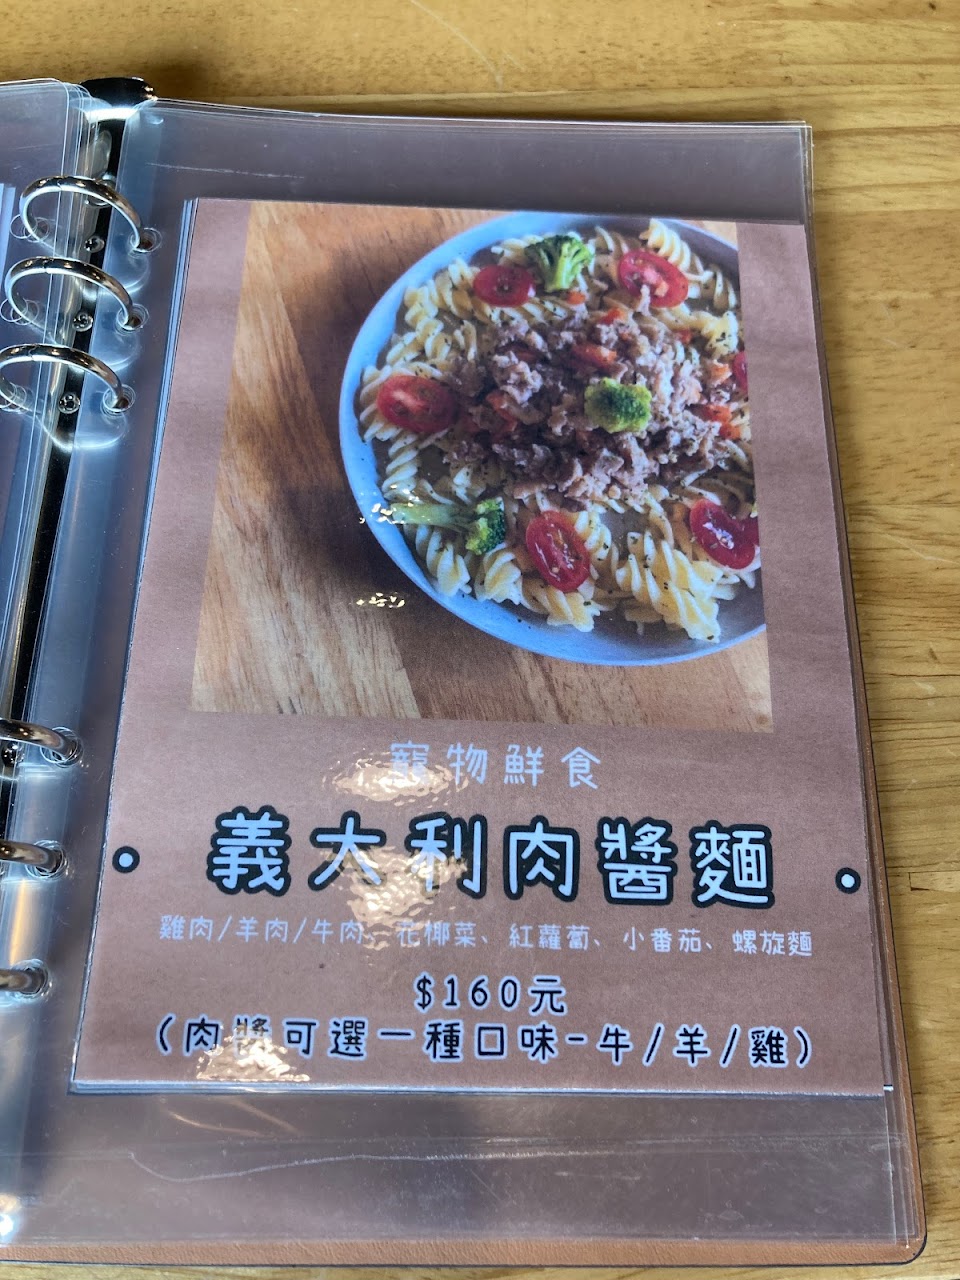 寵物鮮食
• 義大利肉醬麵 •
雞肉/羊肉/牛肉、花椰菜、紅蘿蔔、小番茄、螺旋麵
$160元
(肉醬可選一種口味-牛/羊/雞)